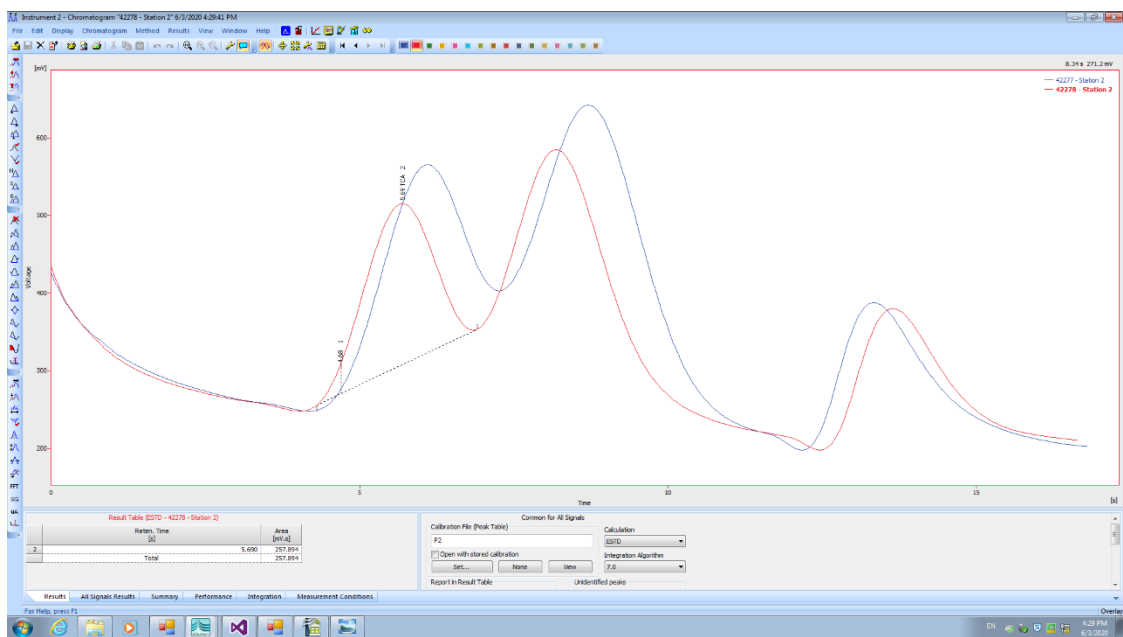 Instrument 2 - Chromatogram "42278 - Station 2" 6/3/2020 4:29:41 PM
File Edit Display Chromatogram Method Results View Window Help
8.34 s 271.2 mV
[mV]
42277 - Station 2
42278 - Station 2
600
500
400
300
200
Voltage
5.69 TCA 2
4.68 1
0
5
10
15
Time
[s]
FFT
SG
Result Table (ESTD - 42278 - Station 2)
Reten. Time
[s]
Area
[mV.s]
2 5.690 257.894
Total 257.894
Common for All Signals
Calibration File (Peak Table)
P2
Open with stored calibration
Set... None View
Report in Result Table
Calculation
ESTD
Integration Algorithm
7.0
Unidentified peaks
Results All Signals Results Summary Performance Integration Measurement Conditions
For Help, press F1
Overlay
EN
4:29 PM
6/3/2020